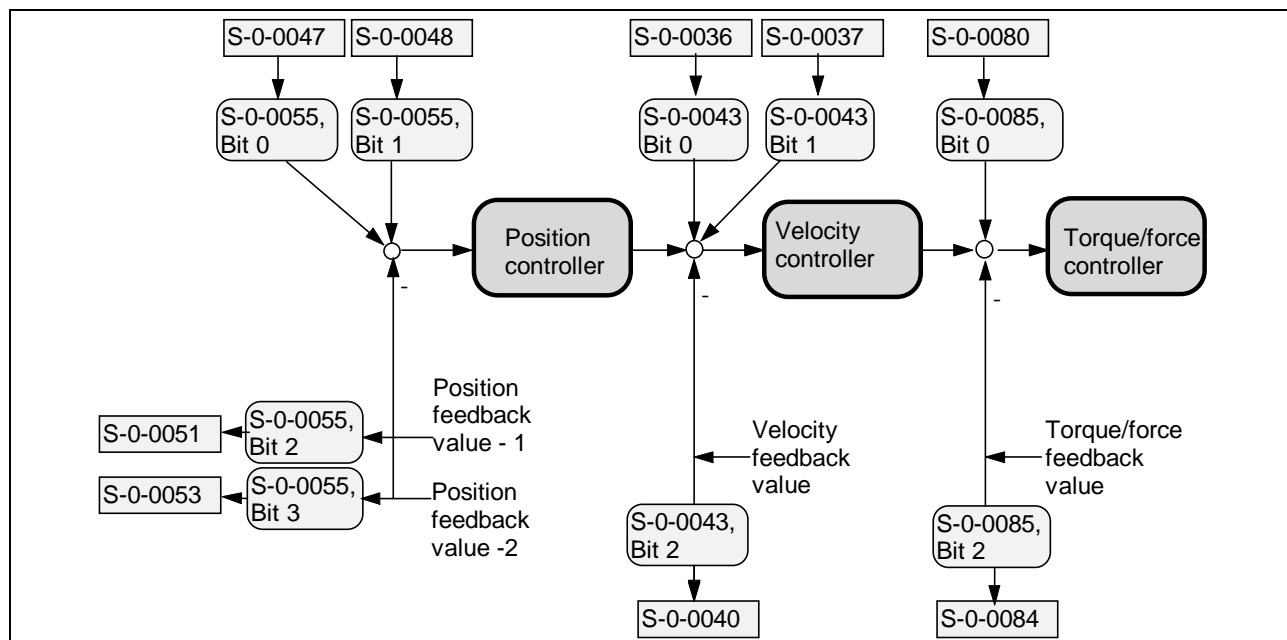 S-0-0047
S-0-0048
S-0-0036
S-0-0037
S-0-0080
S-0-0055,
Bit 0
S-0-0055,
Bit 1
S-0-0043
Bit 0
S-0-0043
Bit 1
S-0-0085,
Bit 0
Position
controller
Velocity
controller
Torque/force
controller
-
-
-
S-0-0051
S-0-0055,
Bit 2
Position
feedback
value - 1
S-0-0053
S-0-0055,
Bit 3
Position
feedback
value -2
Velocity
feedback
value
Torque/force
feedback
value
S-0-0043,
Bit 2
S-0-0085,
Bit 2
S-0-0040
S-0-0084